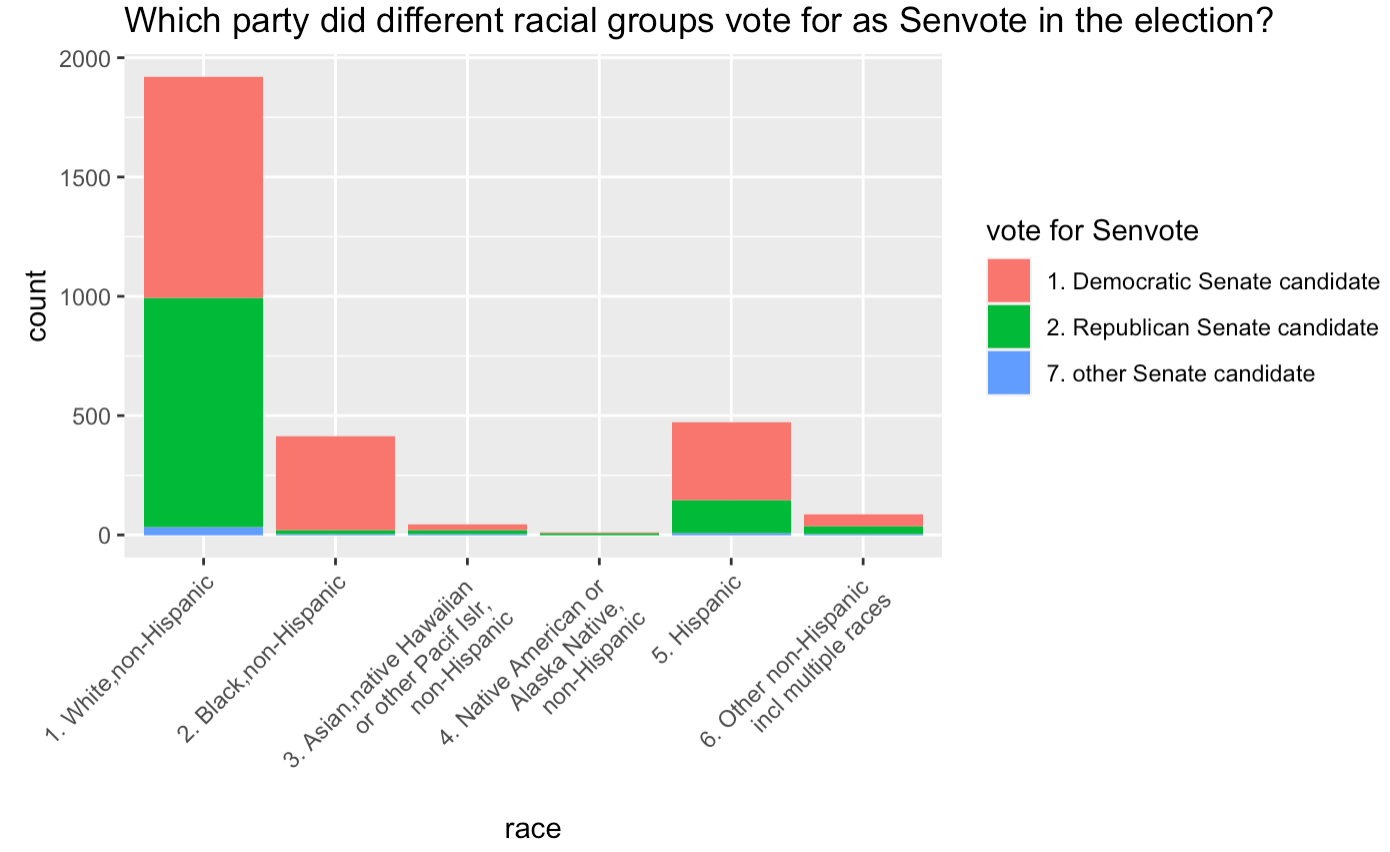 Which party did different racial groups vote for as Senvote in the election?
2000
1500
1000
500
0
count
1. White,non-Hispanic
2. Black,non-Hispanic
3. Asian,native Hawaiian
or other Pacif Islr,
non-Hispanic
4. Native American or
Alaska Native,
non-Hispanic
5. Hispanic
6. Other non-Hispanic
incl multiple races
race
vote for Senvote
1. Democratic Senate candidate
2. Republican Senate candidate
7. other Senate candidate